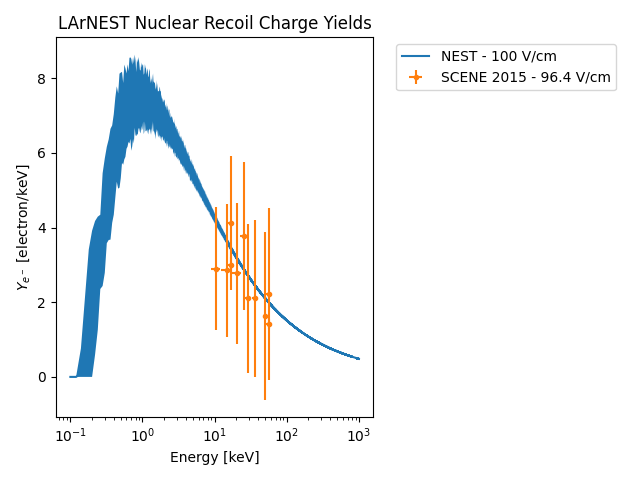 LArNEST Nuclear Recoil Charge Yields
NEST - 100 V/cm
SCENE 2015 - 96.4 V/cm
8
6
4
2
0
Y_{e^-} [electron/keV]
10^{-1}
10^{0}
10^{1}
10^{2}
10^{3}
Energy [keV]